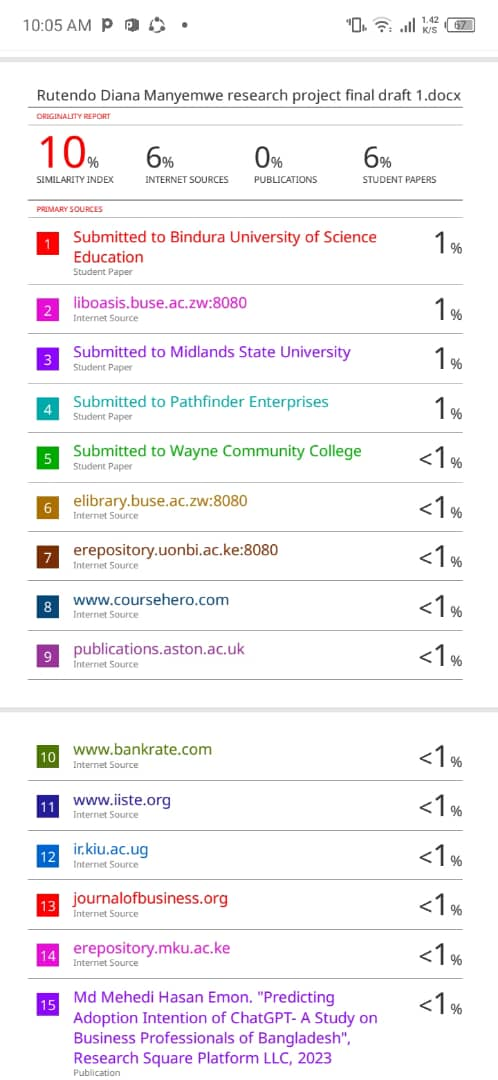 10:05 AM
1.42
K/S
67
Rutendo Diana Manyemwe research project final draft 1.docx
ORIGINALITY REPORT
10% 6% 0% 6%
SIMILARITY INDEX INTERNET SOURCES PUBLICATIONS STUDENT PAPERS
PRIMARY SOURCES
1 Submitted to Bindura University of Science 1%
Education
Student Paper
2 liboasis.buse.ac.zw:8080 1%
Internet Source
3 Submitted to Midlands State University 1%
Student Paper
4 Submitted to Pathfinder Enterprises 1%
Student Paper
5 Submitted to Wayne Community College <1%
Student Paper
6 elibrary.buse.ac.zw:8080 <1%
Internet Source
7 erepository.uonbi.ac.ke:8080 <1%
Internet Source
8 www.coursehero.com <1%
Internet Source
9 publications.aston.ac.uk <1%
Internet Source
10 www.bankrate.com <1%
Internet Source
11 www.iiste.org <1%
Internet Source
12 ir.kiu.ac.ug <1%
Internet Source
13 journalofbusiness.org <1%
Internet Source
14 erepository.mku.ac.ke <1%
Internet Source
15 Md Mehedi Hasan Emon. "Predicting <1%
Adoption Intention of ChatGPT- A Study on
Business Professionals of Bangladesh",
Research Square Platform LLC, 2023
Publication